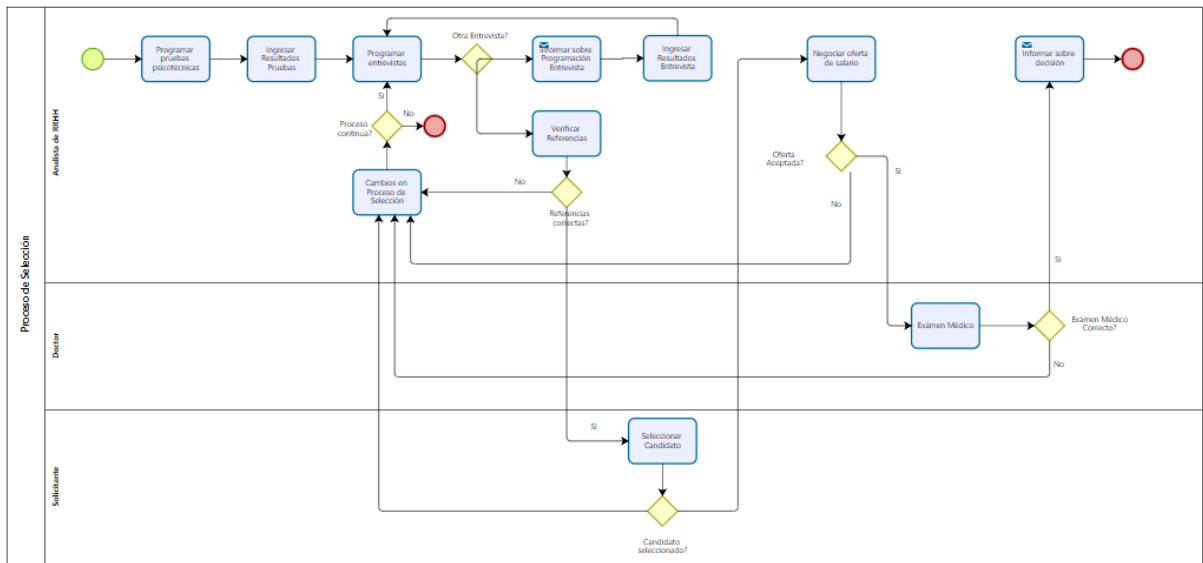 Proceso de Selección
Analista de RRHH
Programar
pruebas
psicotécnicas
Ingresar
Resultados
Pruebas
Programar
entrevistas
Otra Entrevista?
Informar sobre
Programación
Entrevista
Ingresar
Resultados
Entrevista
Negociar oferta
de salario
Informar sobre
decisión
Si
No
Proceso
continua?
Verificar
Referencias
Oferta
Aceptada?
Si
Cambios en
Proceso de
Selección
No
Referencias
correctas?
No
Si
Doctor
Exámen Médico
Exámen Médico
Correcto?
No
Solicitante
Si
Seleccionar
Candidato
Candidato
seleccionado?